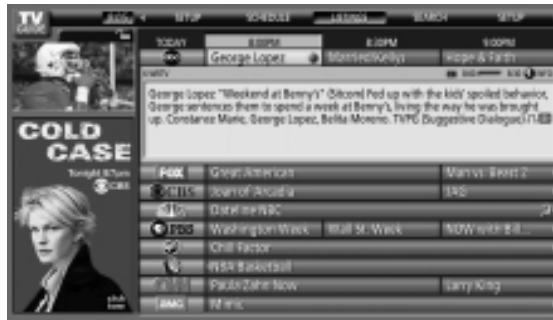 TV
GUIDE
SETUP SCHEDULE LISTINGS SEARCH SETUP
TODAY 8:00PM 8:30PM 9:00PM
abc George Lopez Married Kellys Hope & Faith
George Lopez "Weekend at Benny's" (Sitcom) Fed up with the kids' spoiled behavior,
George sentences them to spend a week at Benny's, living the way he was brought
up. Constance Marie, George Lopez, Belita Moreno. TVPG (Suggestive Dialogue)
COLD
CASE
Tonight 8/7pm
CBS
FOX Great American Man vs. Beast 2
CBS Joan of Arcadia JAG
Dateline NBC
PBS Washington Week Wall St. Week NOW with Bill...
Chill Factor
NBA Basketball
Paula Zahn Now Larry King
AMC